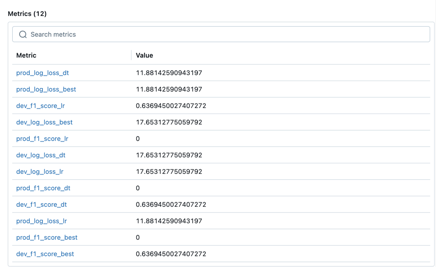 Metrics (12)
Search metrics
Metric Value
prod_log_loss_dt 11.88142590943197
prod_log_loss_best 11.88142590943197
dev_f1_score_lr 0.6369450027407272
dev_log_loss_best 17.65312775059792
prod_f1_score_lr 0
dev_log_loss_dt 17.65312775059792
dev_log_loss_lr 17.65312775059792
prod_f1_score_dt 0
dev_f1_score_dt 0.6369450027407272
prod_log_loss_lr 11.88142590943197
prod_f1_score_best 0
dev_f1_score_best 0.6369450027407272